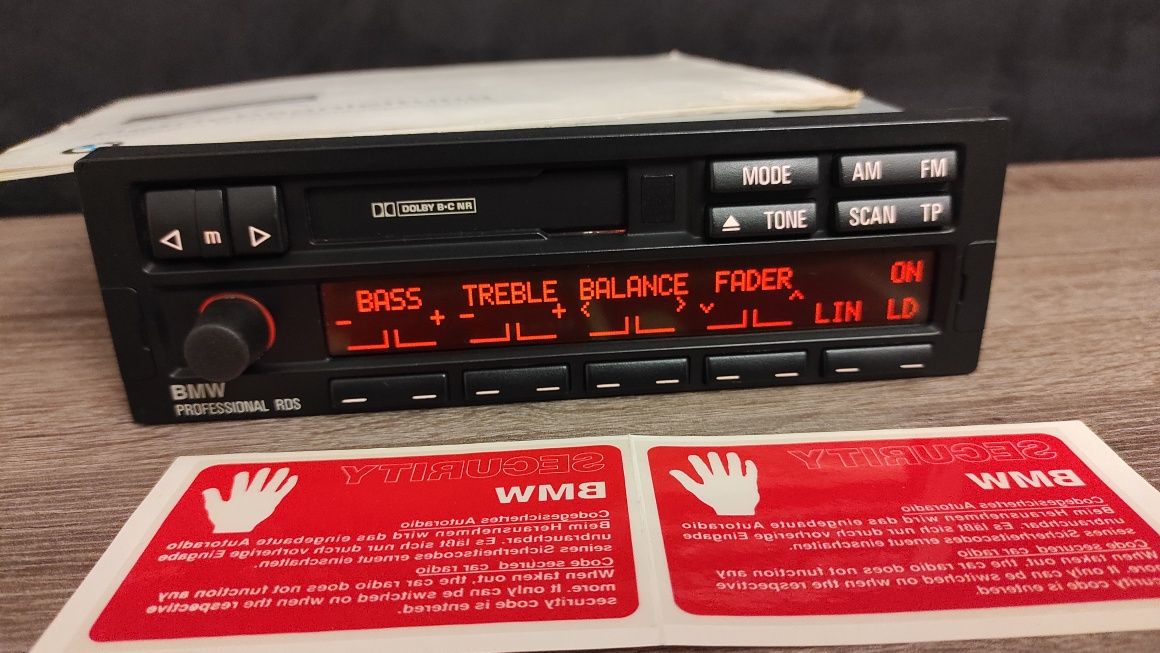 MODE
AM FM
DOLBY B·C NR
m
TONE
SCAN TP
BASS TREBLE BALANCE FADER ON
- + - + < > LIN LD
BMW
PROFESSIONAL RDS
SECURITY
BMW
Codegesichertes Autoradio
Beim Herausnehmen wird das eingebaute Autoradio
unbrauchbar. Es läßt sich nur durch vorherige Eingabe
seines Sicherheitscodes erneut einschalten.
Code secured car radio
When taken out, the car radio does not function any
more. It can only be switched on when the respective
security code is entered.
SECURITY
BMW
Codegesichertes Autoradio
Beim Herausnehmen wird das eingebaute Autoradio
unbrauchbar. Es läßt sich nur durch vorherige Eingabe
seines Sicherheitscodes erneut einschalten.
Code secured car radio
When taken out, the car radio does not function any
It can only be switched on when the respective
code is entered.